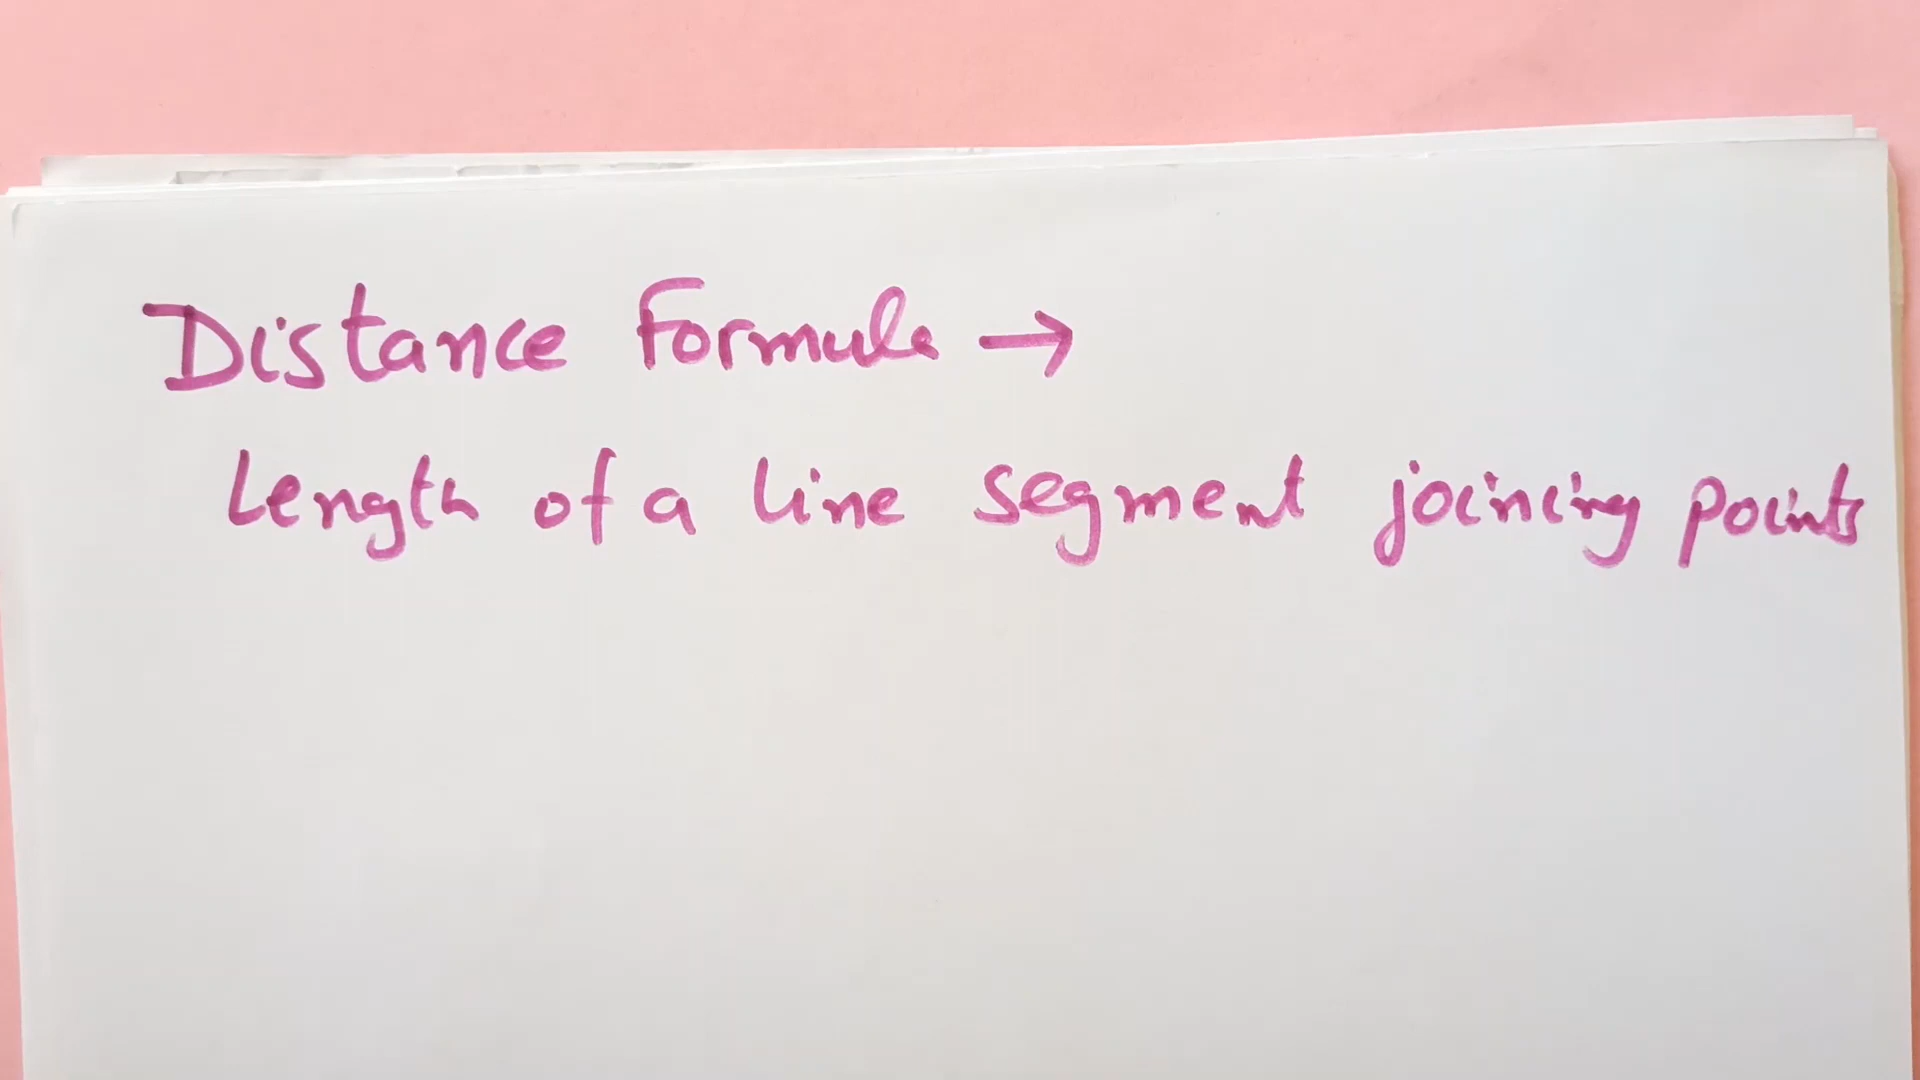 Distance Formula →
Length of a line segment joining points